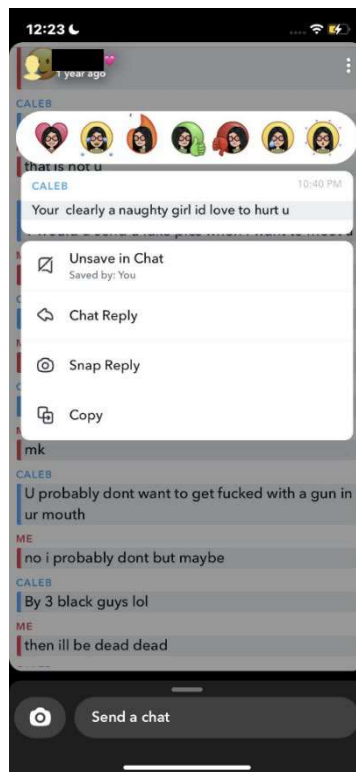 12:23
1 year ago
CALEB
that is not u
CALEB
10:40 PM
Your clearly a naughty girl id love to hurt u
Unsave in Chat
Saved by: You
Chat Reply
Snap Reply
Copy
mk
CALEB
U probably dont want to get fucked with a gun in
ur mouth
ME
no i probably dont but maybe
CALEB
By 3 black guys lol
ME
then ill be dead dead
Send a chat